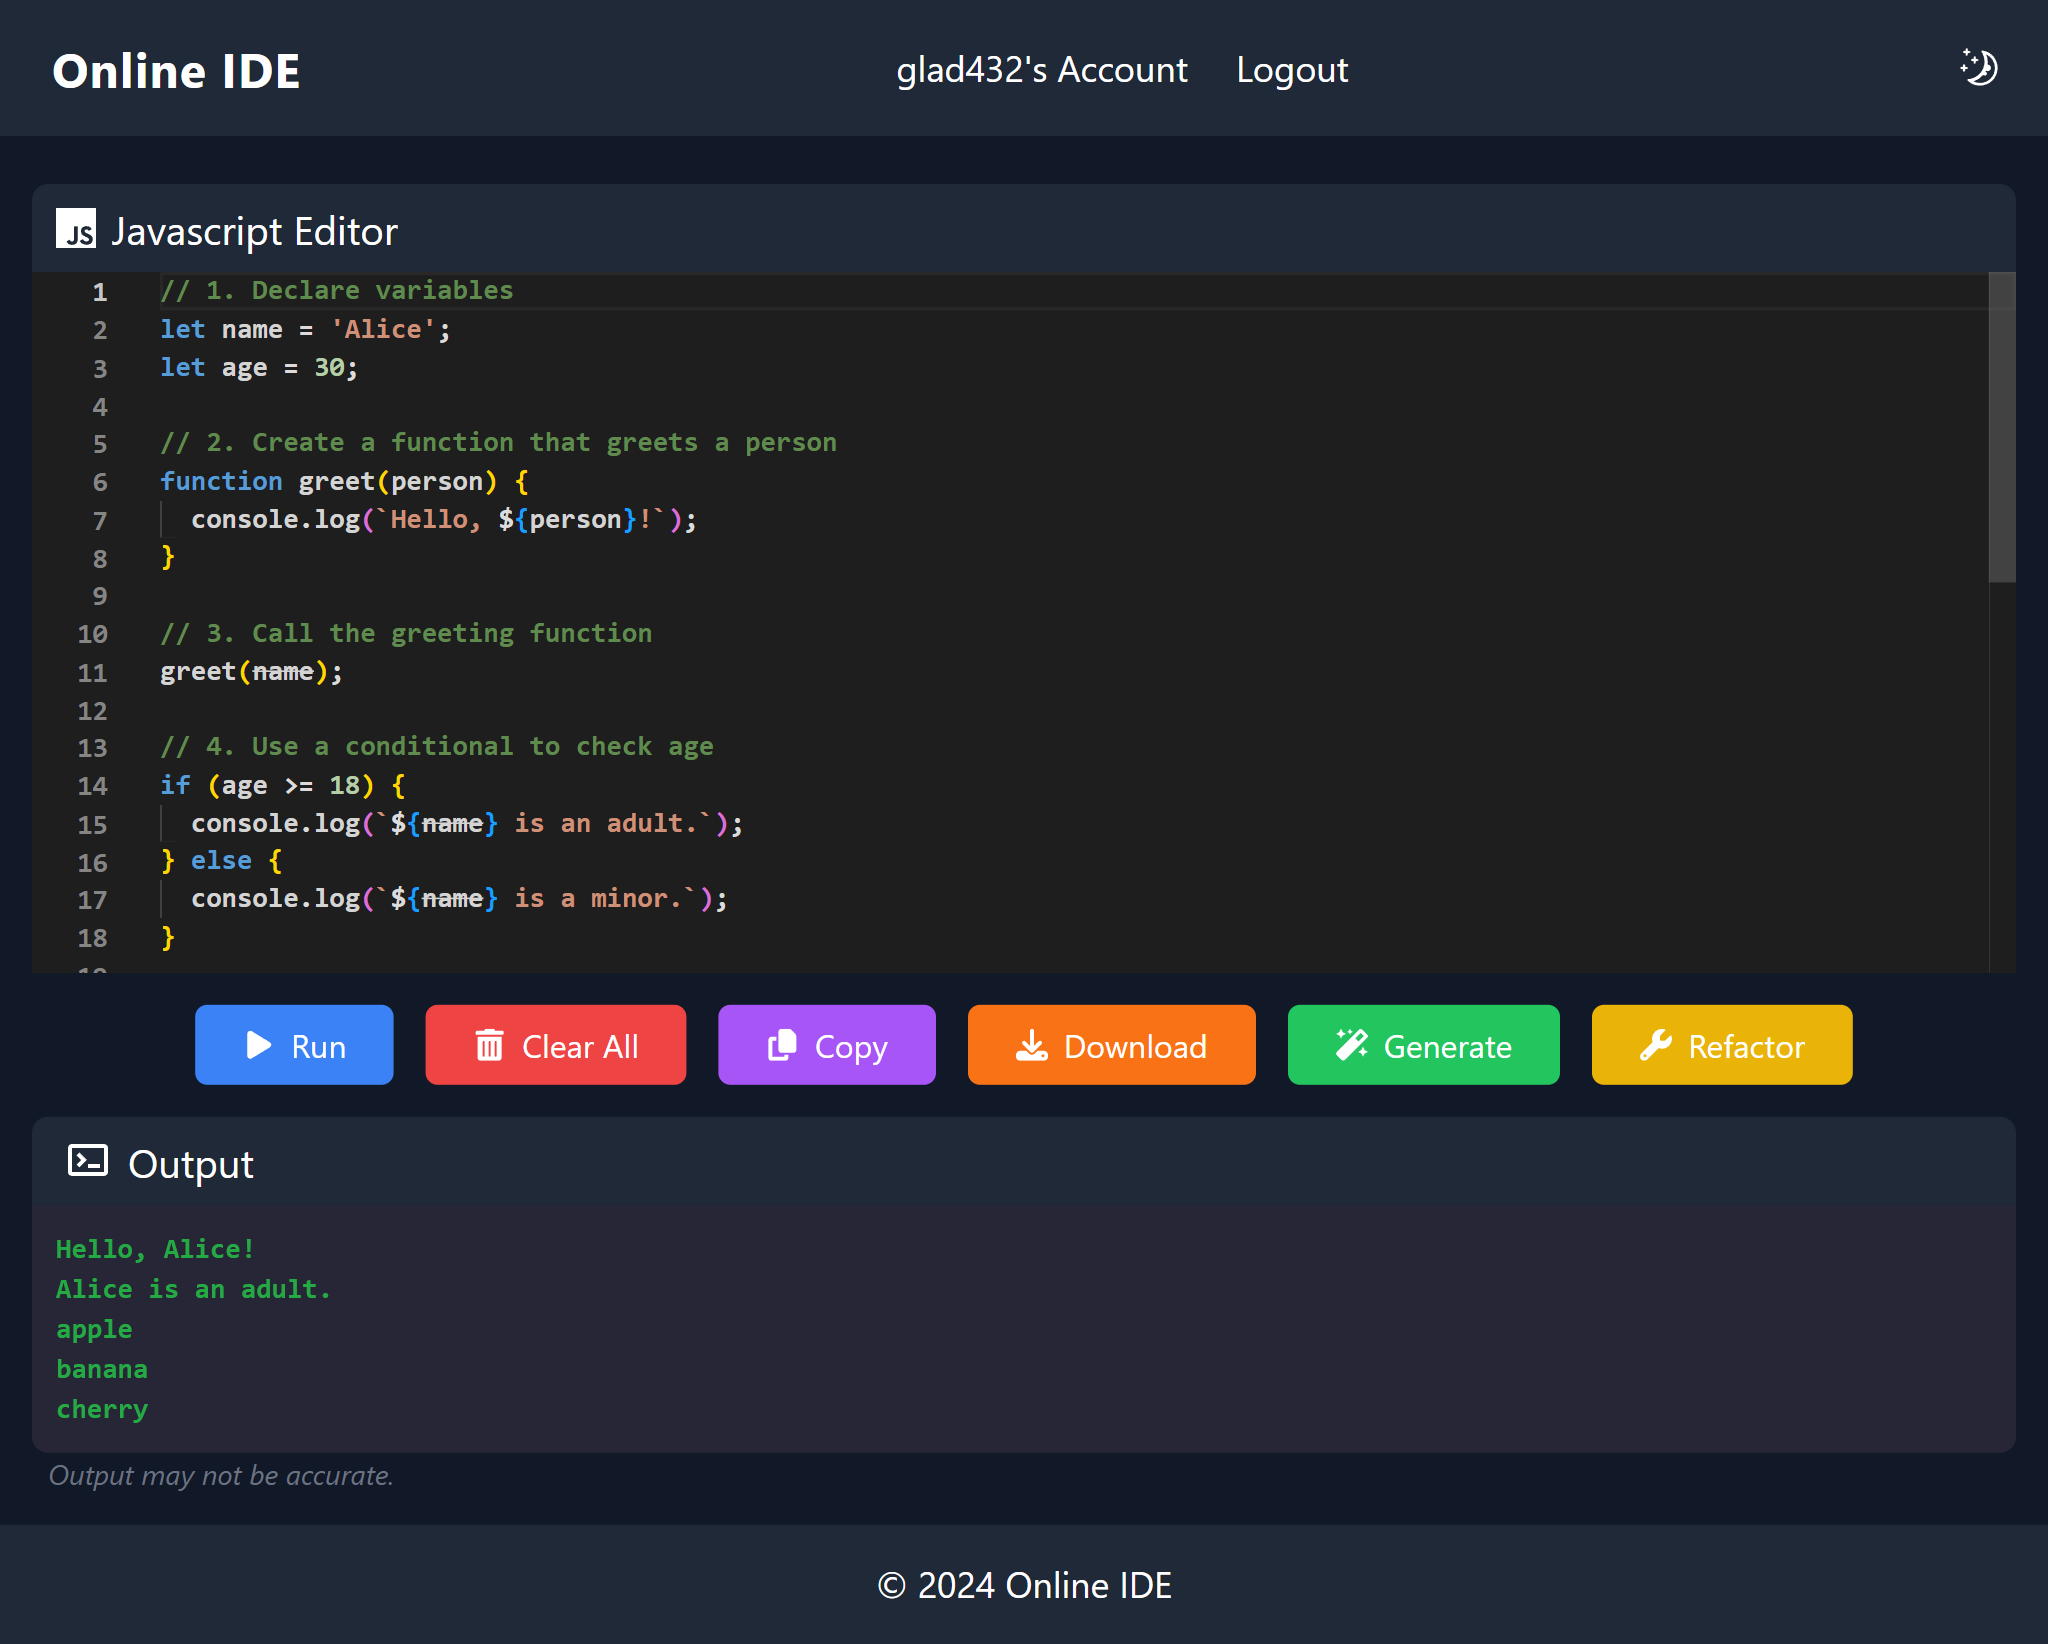 Online IDE
glad432's Account Logout
JS Javascript Editor
1 // 1. Declare variables
2 let name = 'Alice';
3 let age = 30;
4
5 // 2. Create a function that greets a person
6 function greet(person) {
7   console.log(`Hello, ${person}!`);
8 }
9
10 // 3. Call the greeting function
11 greet(name);
12
13 // 4. Use a conditional to check age
14 if (age >= 18) {
15   console.log(`${name} is an adult.`);
16 } else {
17   console.log(`${name} is a minor.`);
18 }
Run Clear All Copy Download Generate Refactor
Output
Hello, Alice!
Alice is an adult.
apple
banana
cherry
Output may not be accurate.
© 2024 Online IDE